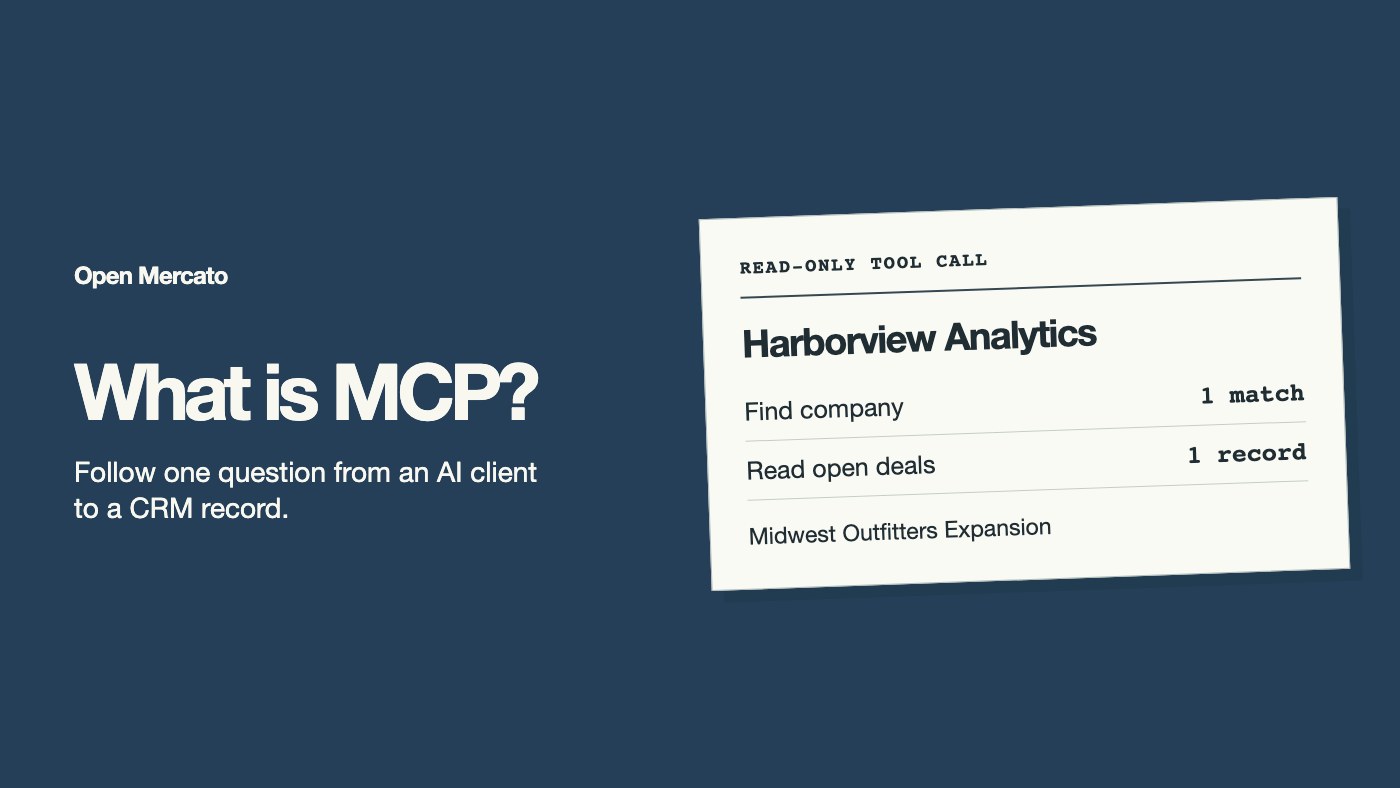 Open Mercato
What is MCP?
Follow one question from an AI client
to a CRM record.
READ-ONLY TOOL CALL
Harborview Analytics
Find company 1 match
Read open deals 1 record
Midwest Outfitters Expansion